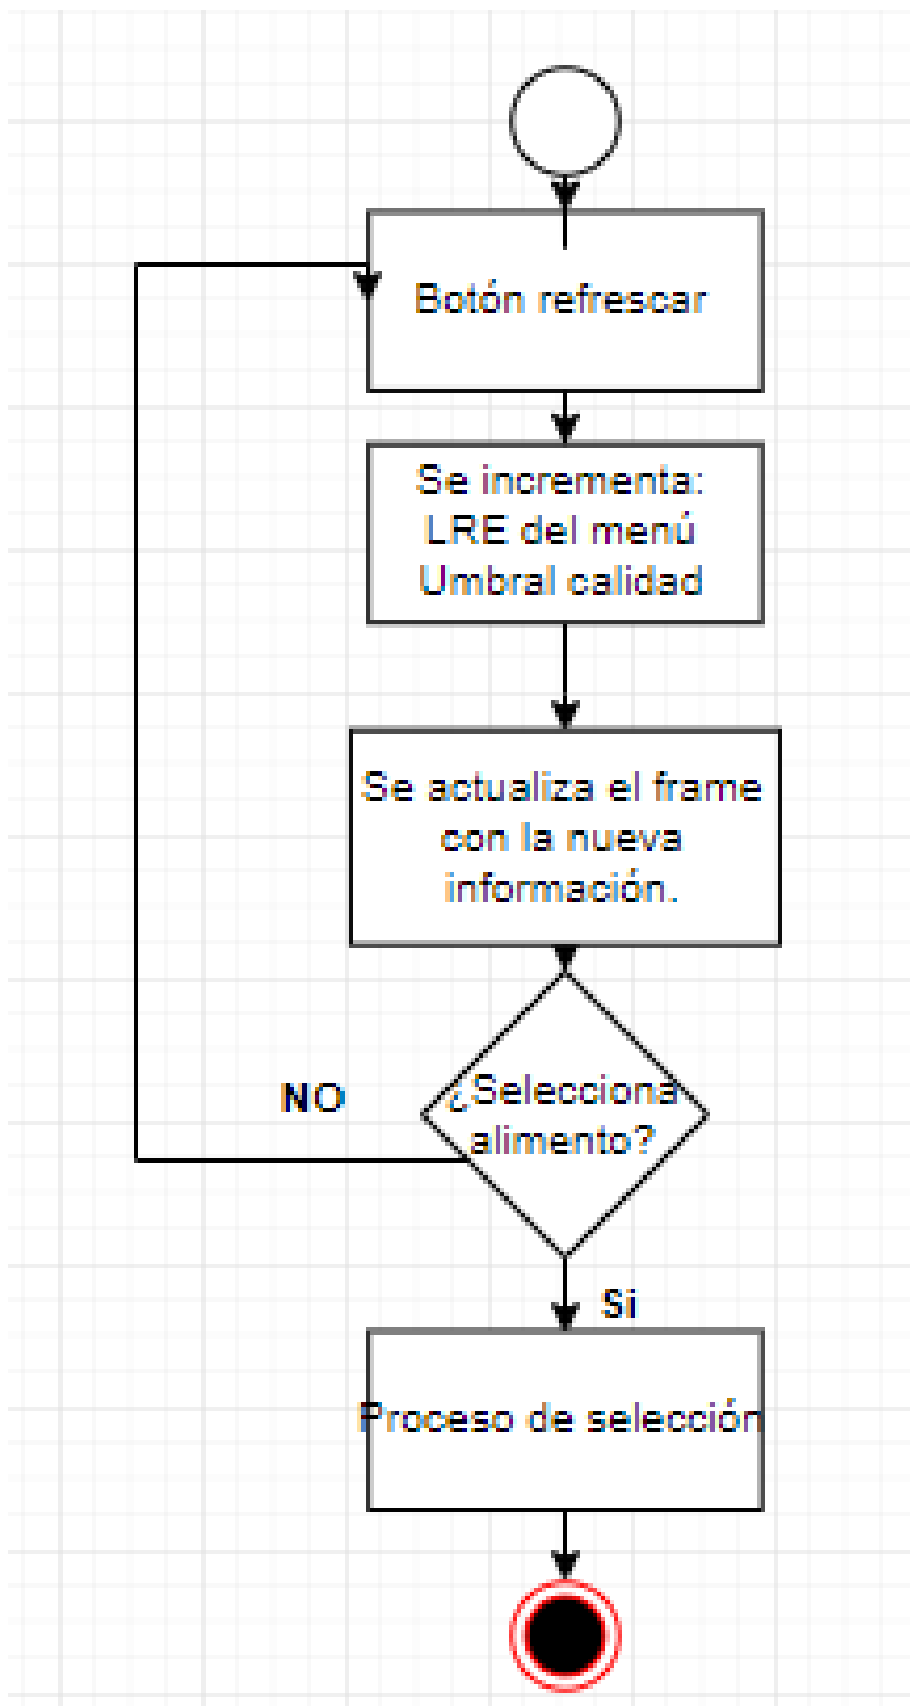 Botón refrescar
Se incrementa:
LRE del menú
Umbral calidad
Se actualiza el frame
con la nueva
información.
¿Selecciona
alimento?
NO
Si
Proceso de selección